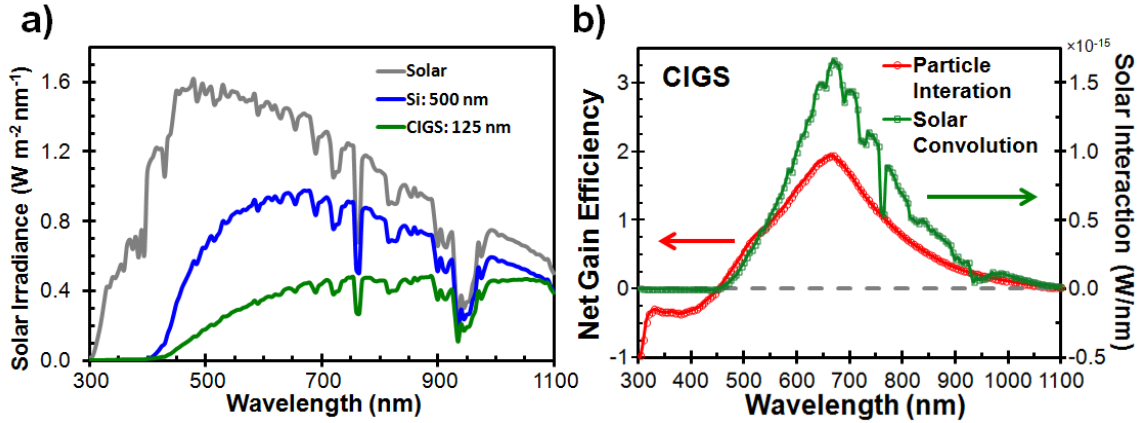 a)
Solar Irradiance (W m⁻² nm⁻¹)
1.6
1.2
0.8
0.4
0.0
Solar
Si: 500 nm
CIGS: 125 nm
300
500
700
900
1100
Wavelength (nm)
b)
CIGS
Net Gain Efficiency
3
2
1
0
-1
Particle
Interation
Solar
Convolution
×10⁻¹⁵
1.5
1.0
0.5
0.0
-0.5
Solar Interaction (W/nm)
300 400 500 600 700 800 900 1000 1100
Wavelength (nm)